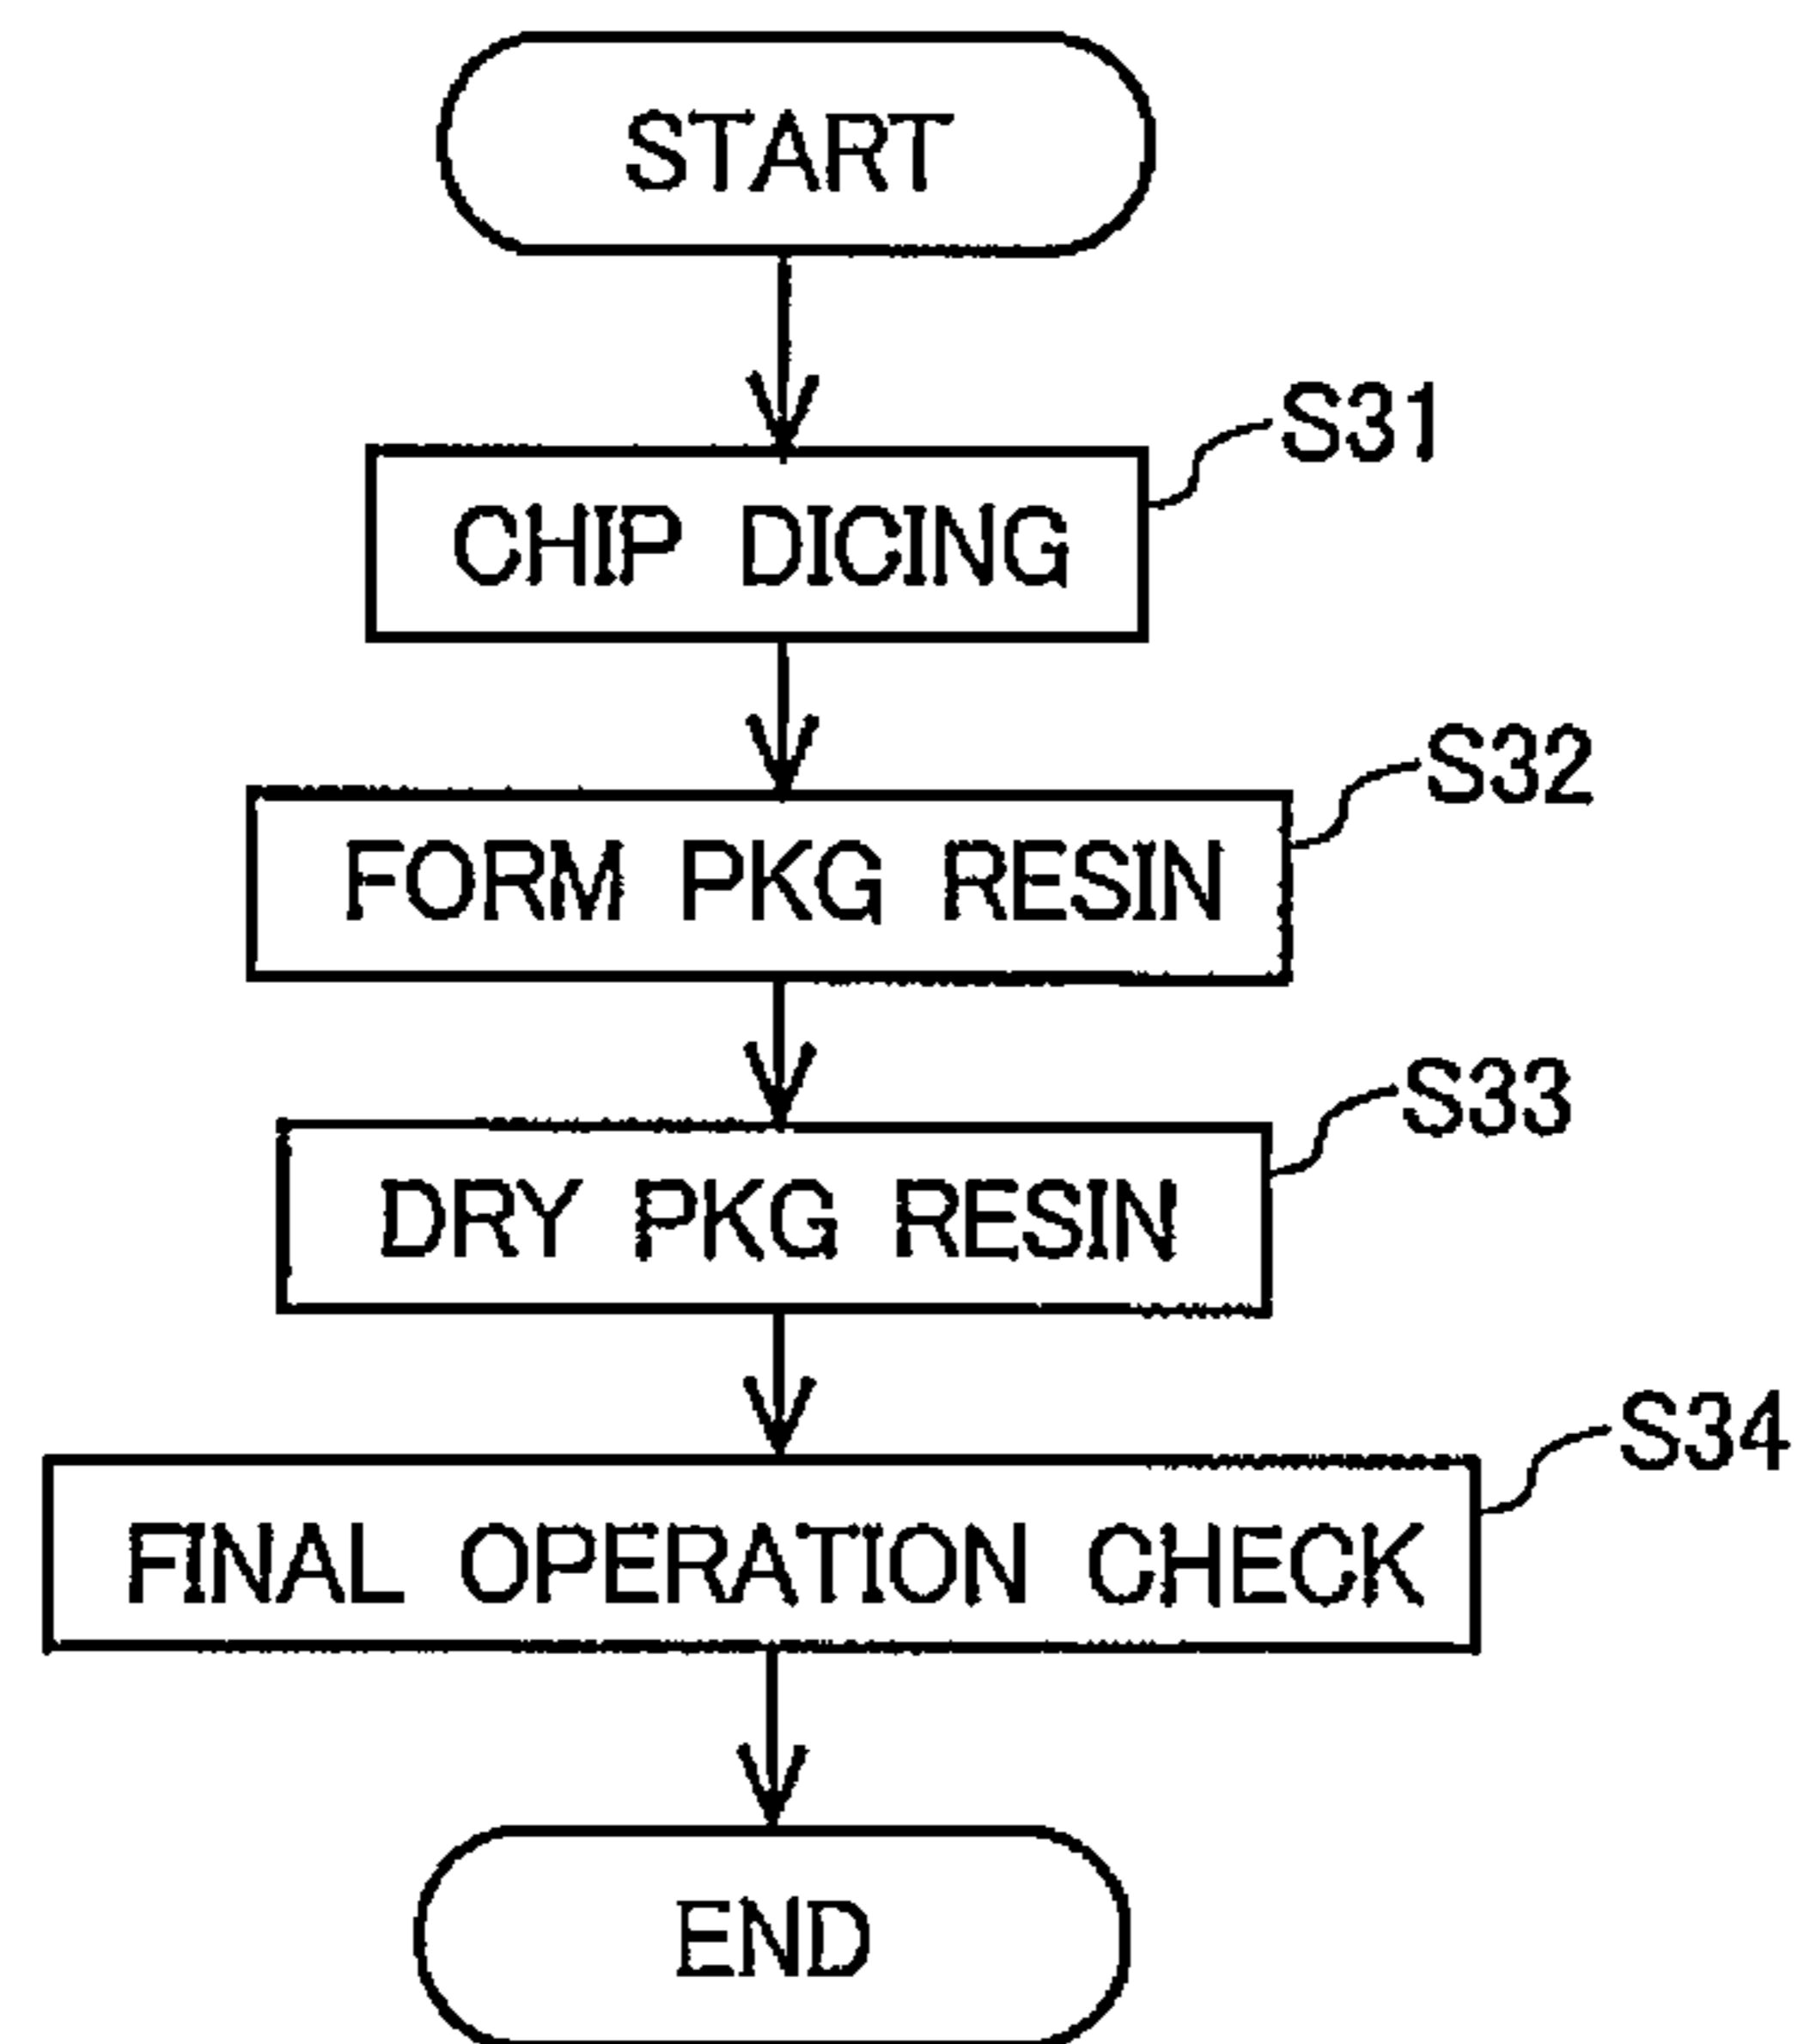 START
S31
CHIP DICING
S32
FORM PKG RESIN
S33
DRY PKG RESIN
S34
FINAL OPERATION CHECK
END